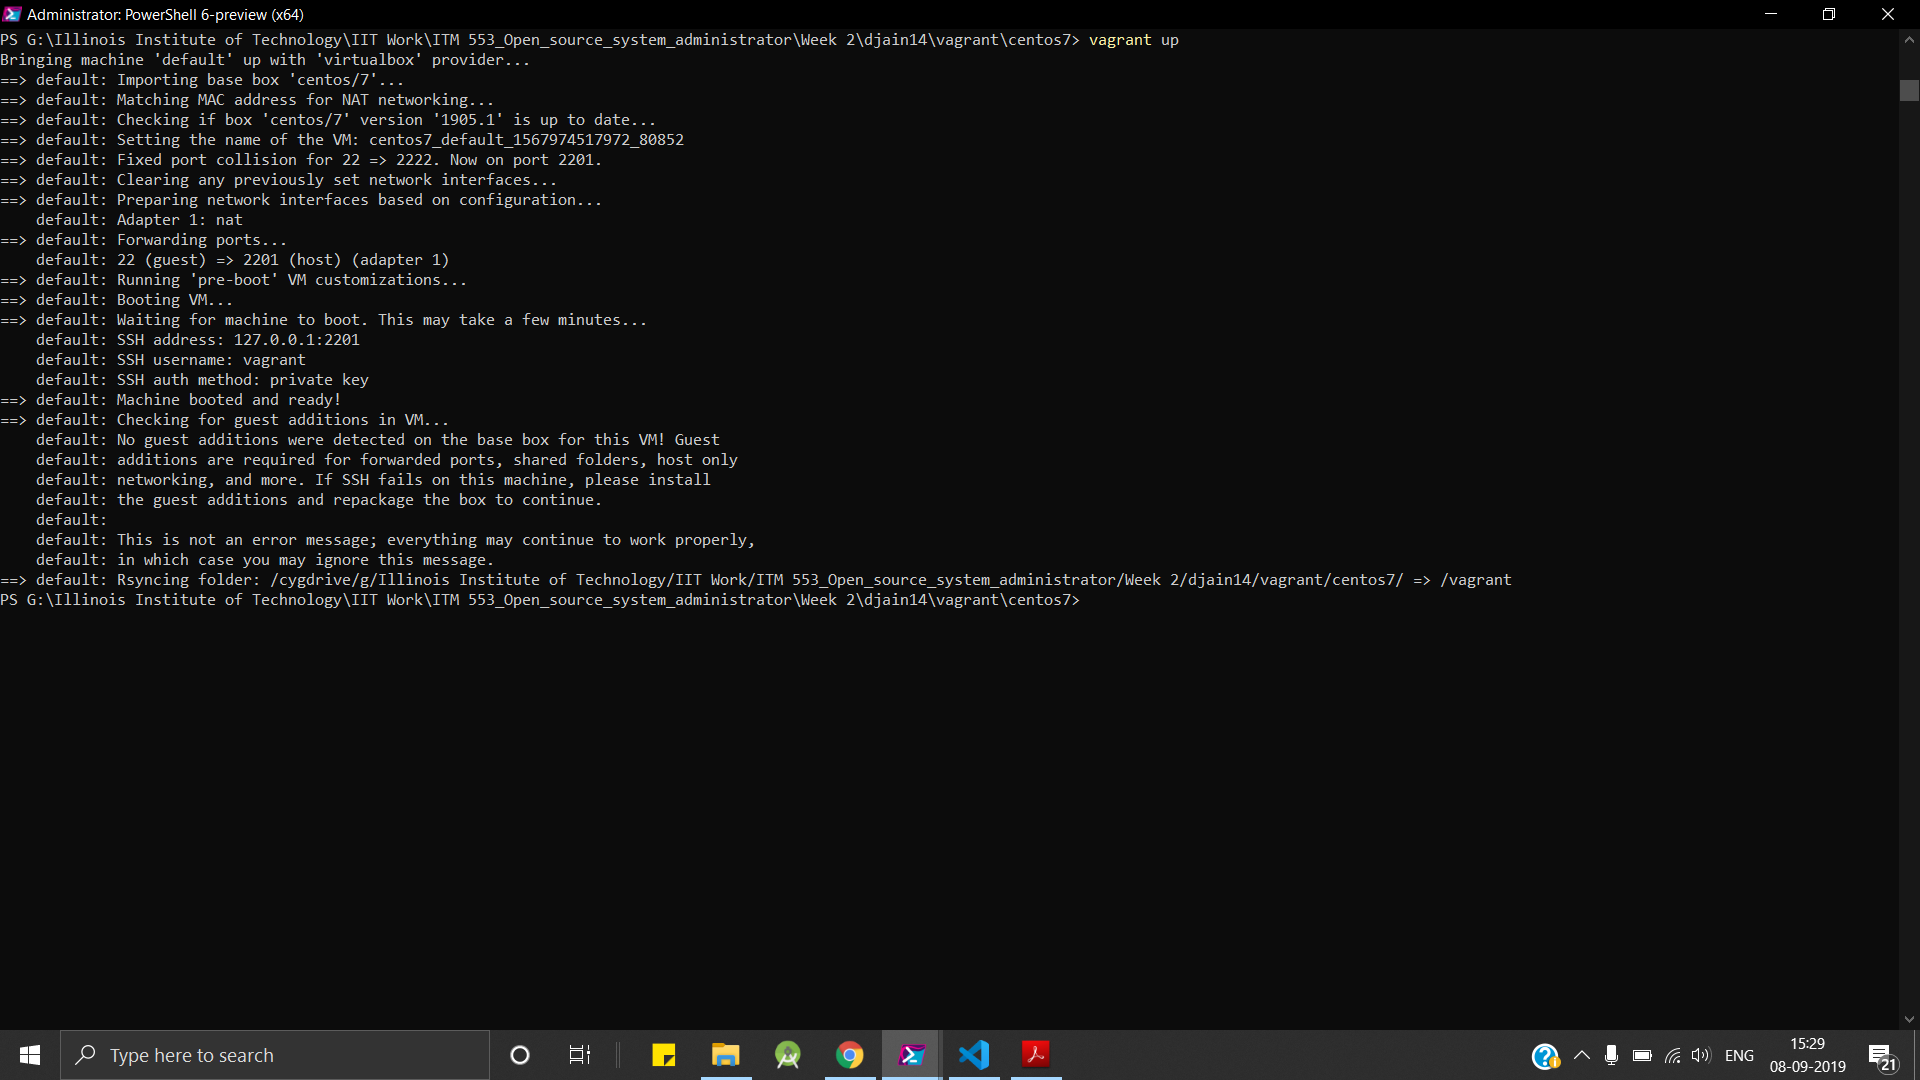 Administrator: PowerShell 6-preview (x64)
PS G:\Illinois Institute of Technology\IIT Work\ITM 553_Open_source_system_administrator\Week 2\djain14\vagrant\centos7> vagrant up
Bringing machine 'default' up with 'virtualbox' provider...
==> default: Importing base box 'centos/7'...
==> default: Matching MAC address for NAT networking...
==> default: Checking if box 'centos/7' version '1905.1' is up to date...
==> default: Setting the name of the VM: centos7_default_1567974517972_80852
==> default: Fixed port collision for 22 => 2222. Now on port 2201.
==> default: Clearing any previously set network interfaces...
==> default: Preparing network interfaces based on configuration...
    default: Adapter 1: nat
==> default: Forwarding ports...
    default: 22 (guest) => 2201 (host) (adapter 1)
==> default: Running 'pre-boot' VM customizations...
==> default: Booting VM...
==> default: Waiting for machine to boot. This may take a few minutes...
    default: SSH address: 127.0.0.1:2201
    default: SSH username: vagrant
    default: SSH auth method: private key
==> default: Machine booted and ready!
==> default: Checking for guest additions in VM...
    default: No guest additions were detected on the base box for this VM! Guest
    default: additions are required for forwarded ports, shared folders, host only
    default: networking, and more. If SSH fails on this machine, please install
    default: the guest additions and repackage the box to continue.
    default:
    default: This is not an error message; everything may continue to work properly,
    default: in which case you may ignore this message.
==> default: Rsyncing folder: /cygdrive/g/Illinois Institute of Technology/IIT Work/ITM 553_Open_source_system_administrator/Week 2/djain14/vagrant/centos7/ => /vagrant
PS G:\Illinois Institute of Technology\IIT Work\ITM 553_Open_source_system_administrator\Week 2\djain14\vagrant\centos7>
Type here to search
ENG
15:29
08-09-2019
21